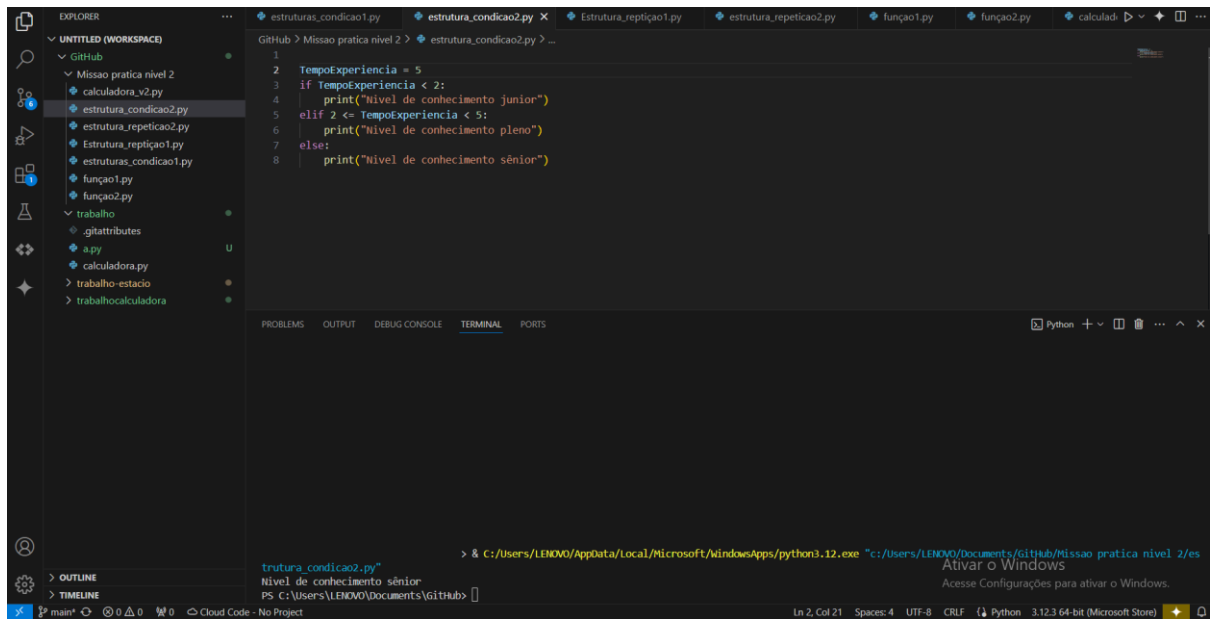 EXPLORER
UNTITLED (WORKSPACE)
GitHub
Missao pratica nivel 2
calculadora_v2.py
estrutura_condicao2.py
estrutura_repeticao2.py
Estrutura_reptiçao1.py
estruturas_condicao1.py
funçao1.py
funçao2.py
trabalho
.gitattributes
a.py U
calculadora.py
trabalho-estacio
trabalhocalculadora
OUTLINE
TIMELINE
6
1
estruturas_condicao1.py estrutura_condicao2.py Estrutura_reptiçao1.py estrutura_repeticao2.py funçao1.py funçao2.py calculad
GitHub > Missao pratica nivel 2 > estrutura_condicao2.py > ...
1
2 TempoExperiencia = 5
3 if TempoExperiencia < 2:
4 print("Nivel de conhecimento junior")
5 elif 2 <= TempoExperiencia < 5:
6 print("Nivel de conhecimento pleno")
7 else:
8 print("Nivel de conhecimento sênior")
PROBLEMS OUTPUT DEBUG CONSOLE TERMINAL PORTS Python
> & C:/Users/LENOVO/AppData/Local/Microsoft/WindowsApps/python3.12.exe "c:/Users/LENOVO/Documents/GitHub/Missao pratica nivel 2/es
trutura_condicao2.py"
Nivel de conhecimento sênior
PS C:\Users\LENOVO\Documents\GitHub>
Ativar o Windows
Acesse Configurações para ativar o Windows.
main* 0 0 0 Cloud Code - No Project Ln 2, Col 21 Spaces: 4 UTF-8 CRLF Python 3.12.3 64-bit (Microsoft Store)